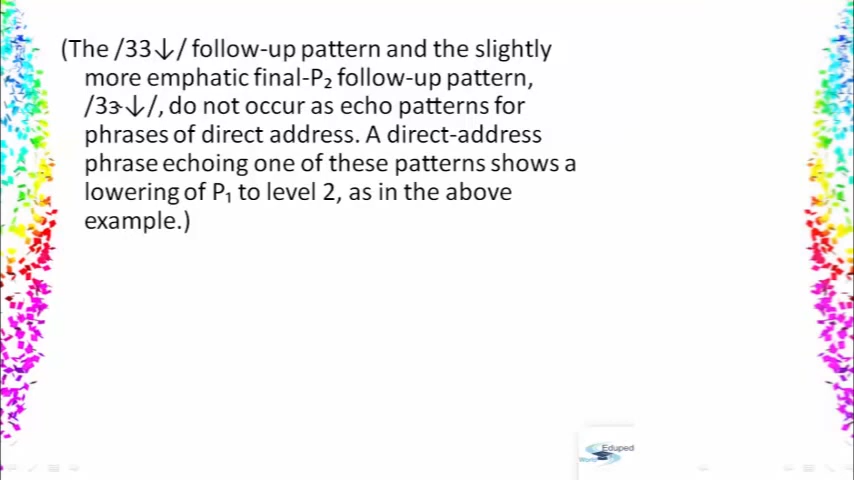 (The /33↓/ follow-up pattern and the slightly
more emphatic final-P₂ follow-up pattern,
/33↓/, do not occur as echo patterns for
phrases of direct address. A direct-address
phrase echoing one of these patterns shows a
lowering of P₁ to level 2, as in the above
example.)
Eduped
World